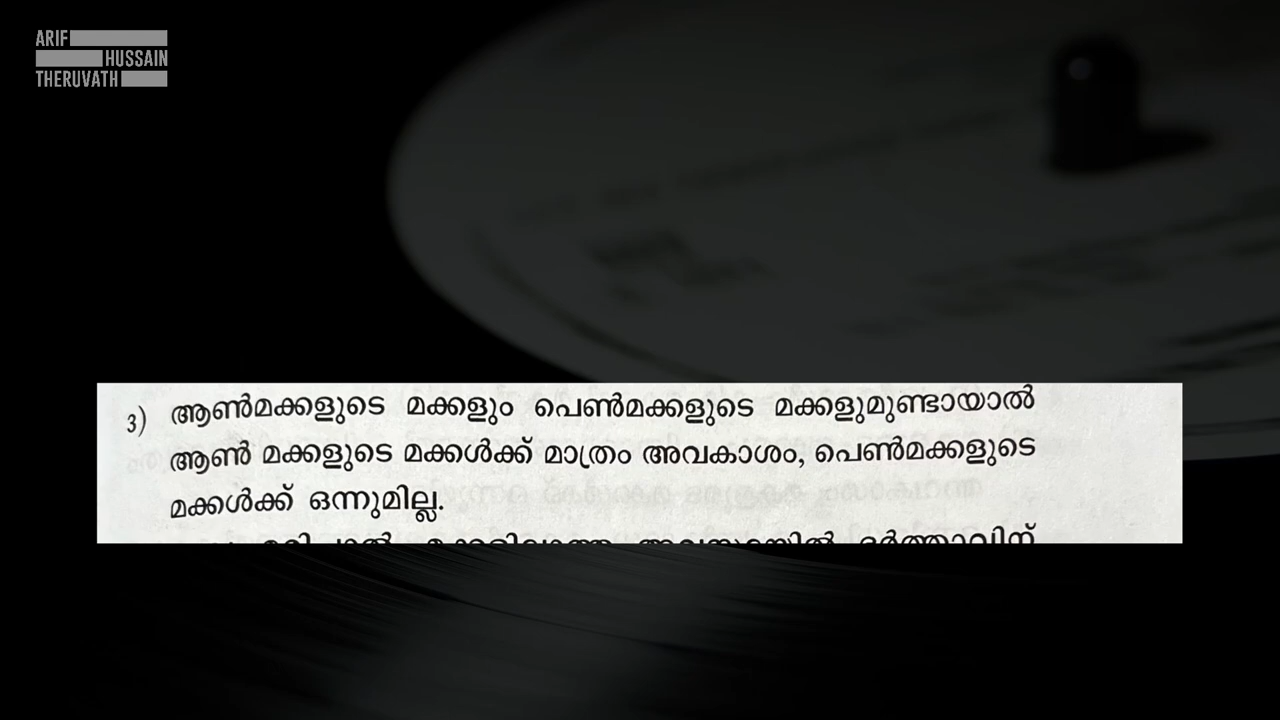 ARIF
HUSSAIN
THERUVATH
3) ആൺമക്കളുടെ മക്കളും പെൺമക്കളുടെ മക്കളുമുണ്ടായാൽ
ആൺ മക്കളുടെ മക്കൾക്ക് മാത്രം അവകാശം, പെൺമക്കളുടെ
മക്കൾക്ക് ഒന്നുമില്ല.